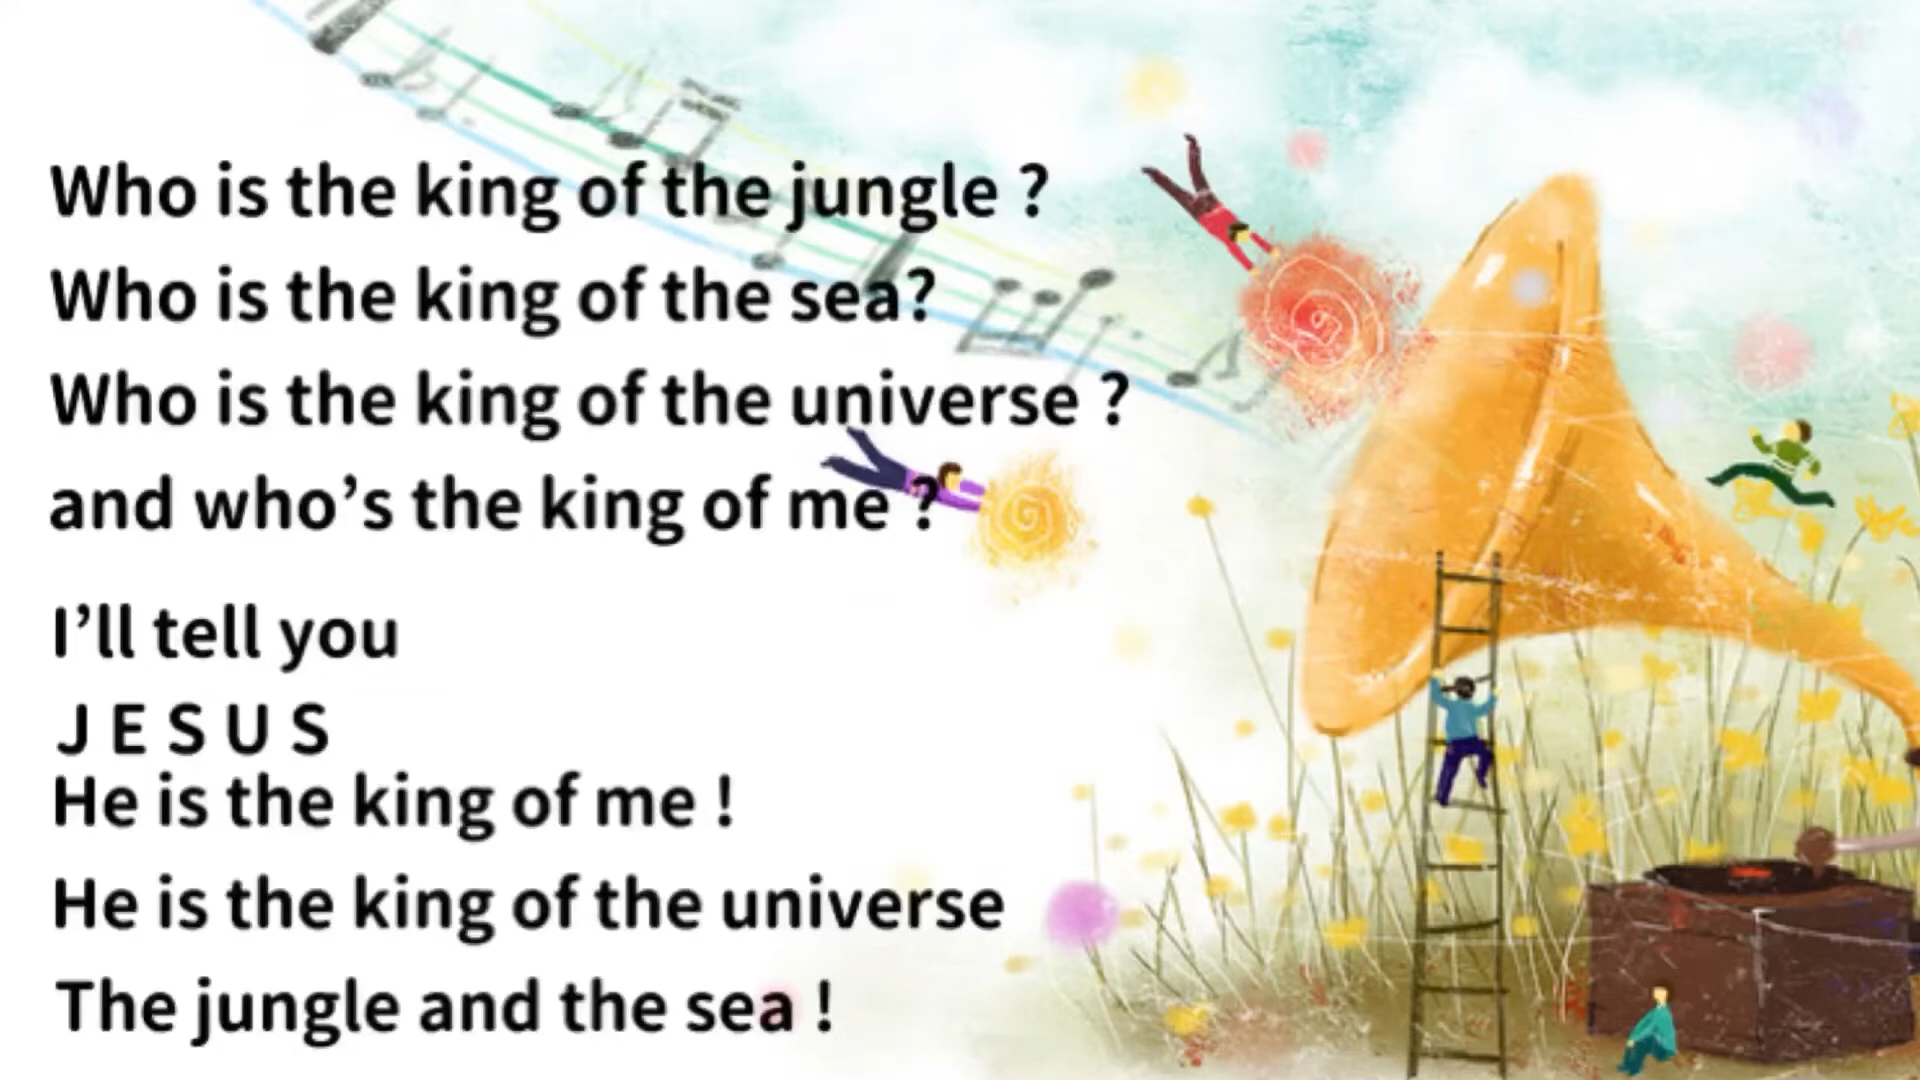 Who is the king of the jungle ?
Who is the king of the sea?
Who is the king of the universe ?
and who’s the king of me ?
I’ll tell you
J E S U S
He is the king of me !
He is the king of the universe
The jungle and the sea !